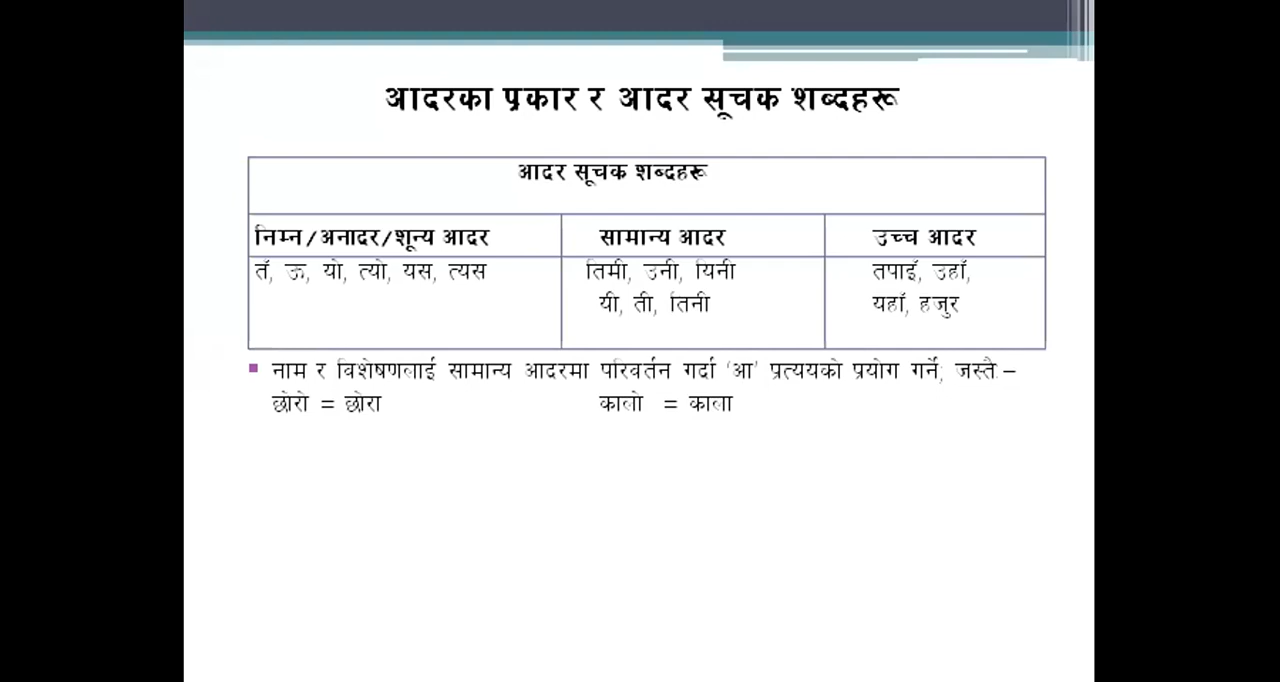 आदरका प्रकार र आदर सूचक शब्दहरू
आदर सूचक शब्दहरू
निम्न/अनादर/शून्य आदर सामान्य आदर उच्च आदर
तँ, ऊ, यो, त्यो, यस, त्यस तिमी, उनी, यिनी तपाइँ, उहाँ,
यी, ती, तिनी यहाँ, हजुर
▪ नाम र विशेषणलाई सामान्य आदरमा परिवर्तन गर्दा ‘आ’ प्रत्ययको प्रयोग गर्ने; जस्तै–
छोरो = छोरा कालो = काला